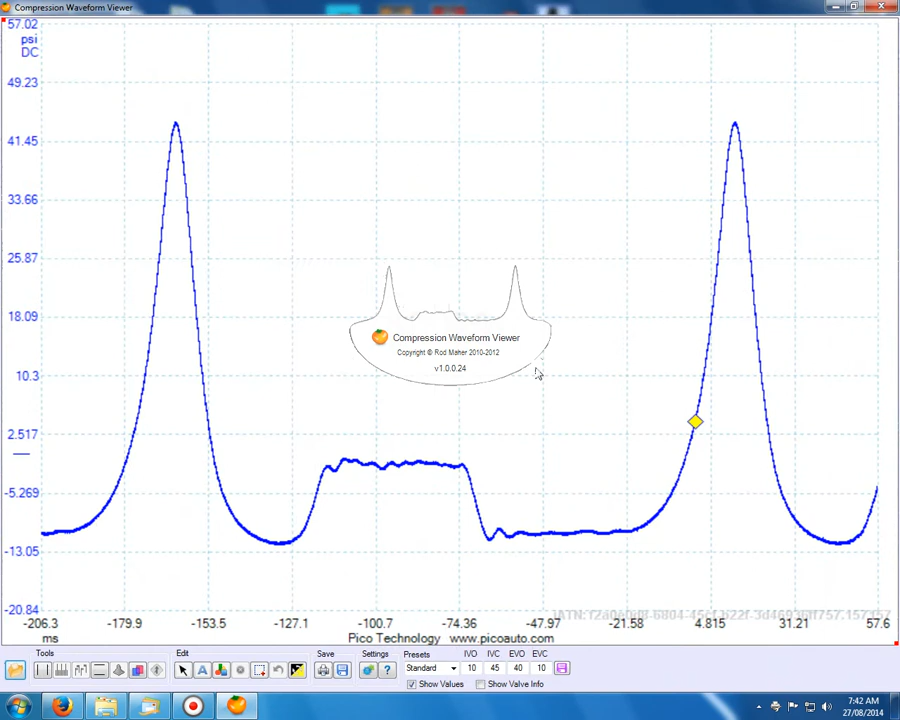 Compression Waveform Viewer
57.02
psi
DC
49.23
41.45
33.66
25.87
18.09
10.3
2.517
-5.269
-13.05
-20.84
Compression Waveform Viewer
Copyright © Rod Maher 2010-2012
v1.0.0.24
-206.3 -179.9 -153.5 -127.1 -100.7 -74.36 -47.97 -21.58 4.815 31.21 57.6
ms
Pico Technology www.picoauto.com
Tools Edit Save Settings Presets IVO IVC EVO EVC
Standard 10 45 40 10
Show Values Show Valve Info
7:42 AM
27/08/2014